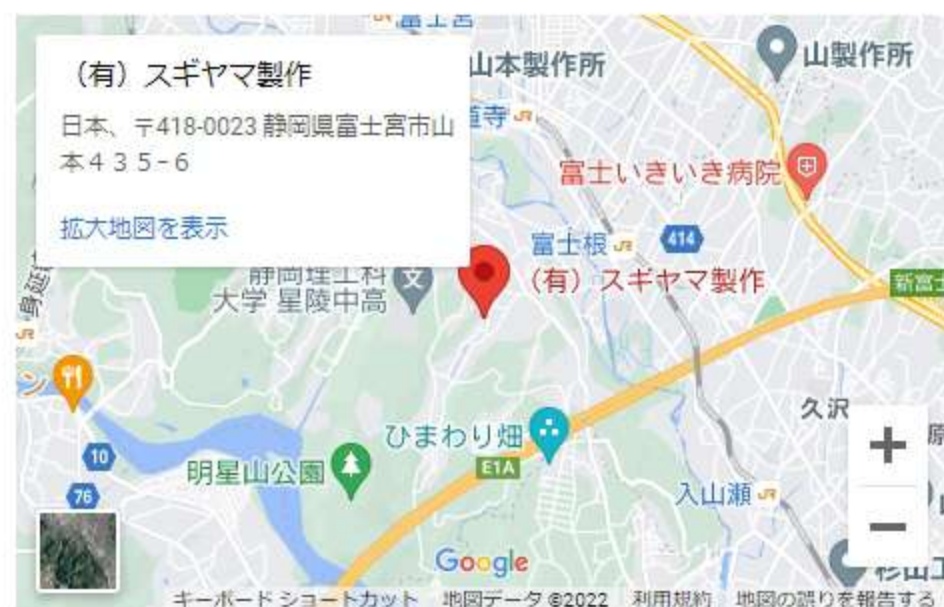 （有）スギヤマ製作
日本、〒418-0023 静岡県富士宮市山
本４３５−６
拡大地図を表示
山本製作所
山製作所
富士いきいき病院
富士根
JR
414
（有）スギヤマ製作
静岡理工科
大学 星陵中高
新富士
身延
JR
久沢
ひまわり畑
E1A
10
明星山公園
76
入山瀬
JR
Google
キーボード ショートカット
地図データ ©2022
利用規約
地図の誤りを報告する